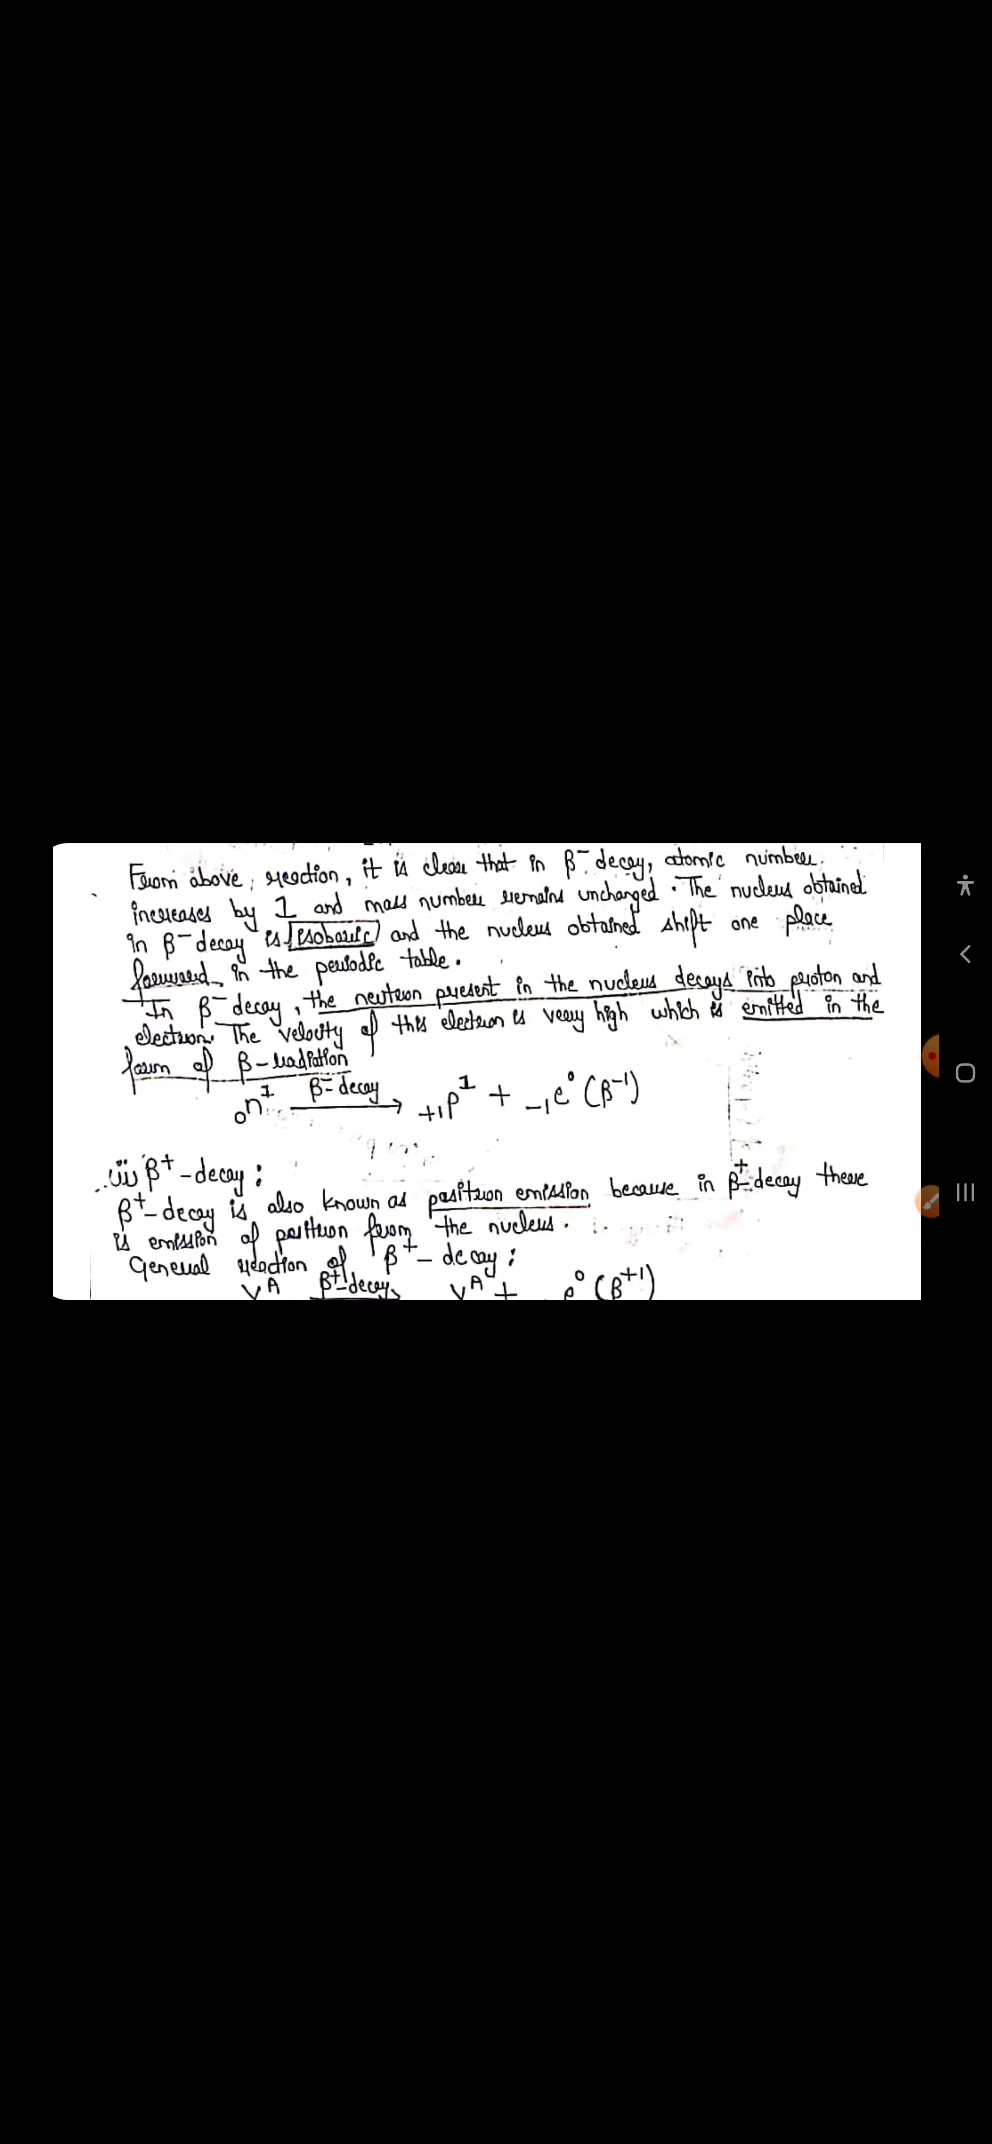 From above, reaction, it is clear that in β⁻ decay, atomic number
increases by 1 and mass number remains unchanged. The nucleus obtained
in β⁻ decay is isobaric and the nucleus obtained shift one place
forward in the periodic table.
In β⁻ decay, the neutron present in the nucleus decays into proton and
electron. The velocity of this electron is very high which is emitted in the
form of β-radiation
₀n¹ β⁻decay → ₊₁P¹ + ₋₁e⁰ (β⁻¹)
iii) β⁺-decay:
β⁺-decay is also known as positron emission because in β⁺-decay there
is emission of positron from the nucleus.
General reaction of β⁺-decay:
β⁺-decay + e⁰ (β⁺¹)